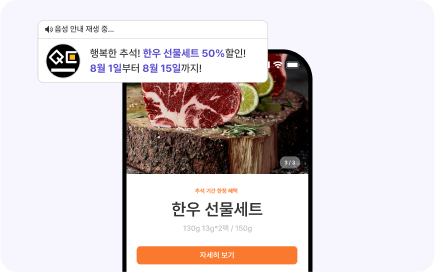 음성 안내 재생 중...
행복한 추석! 한우 선물세트 50%할인!
8월 1일부터 8월 15일까지!
3 / 3
추석 기간 한정 혜택
한우 선물세트
130g 13g*2팩 / 150g
자세히 보기